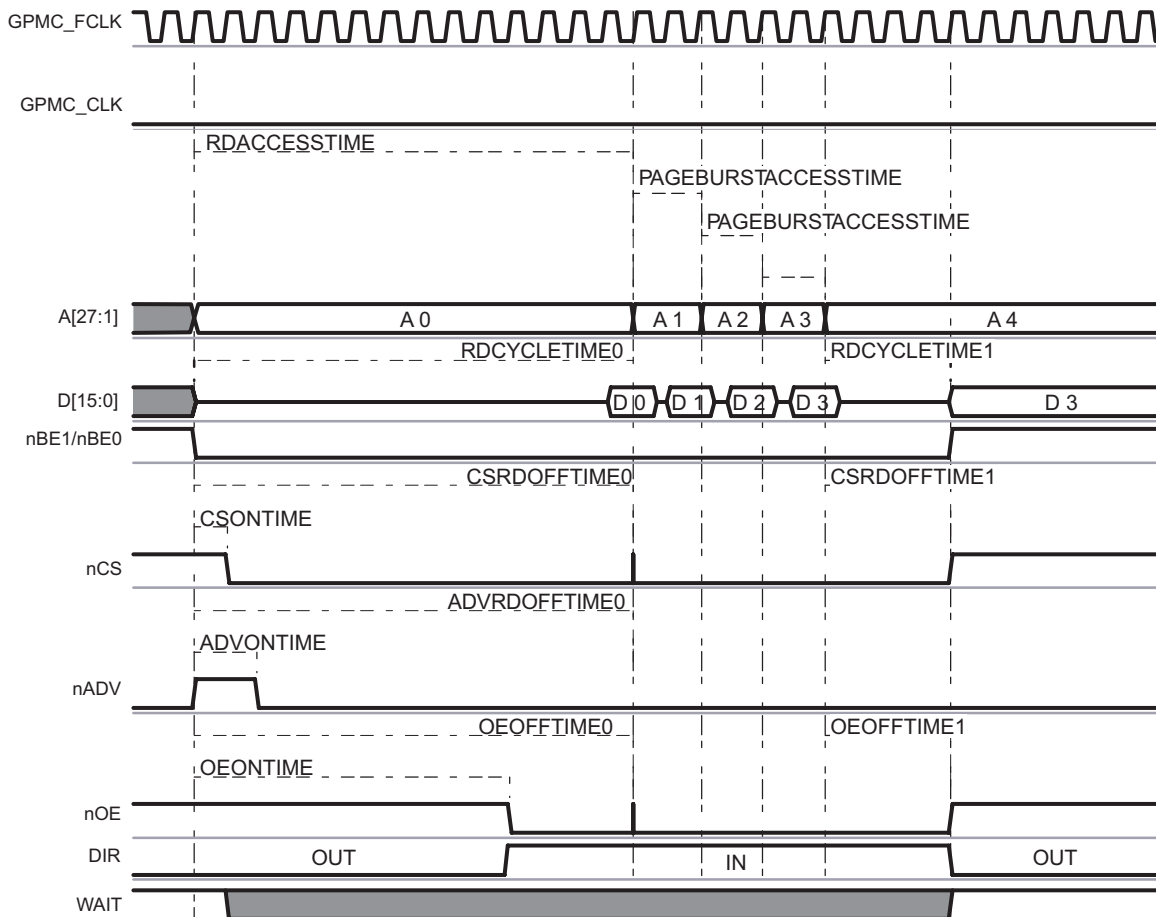 GPMC_FCLK
GPMC_CLK
RDACCESSTIME
PAGEBURSTACCESSTIME
PAGEBURSTACCESSTIME
A[27:1] A 0 A 1 A 2 A 3 A 4
RDCYCLETIME0 RDCYCLETIME1
D[15:0] D 0 D 1 D 2 D 3 D 3
nBE1/nBE0
CSRDOFFTIME0 CSRDOFFTIME1
CSONTIME
nCS
ADVRDOFFTIME0
ADVONTIME
nADV
OEOFFTIME0 OEOFFTIME1
OEONTIME
nOE
DIR OUT IN OUT
WAIT